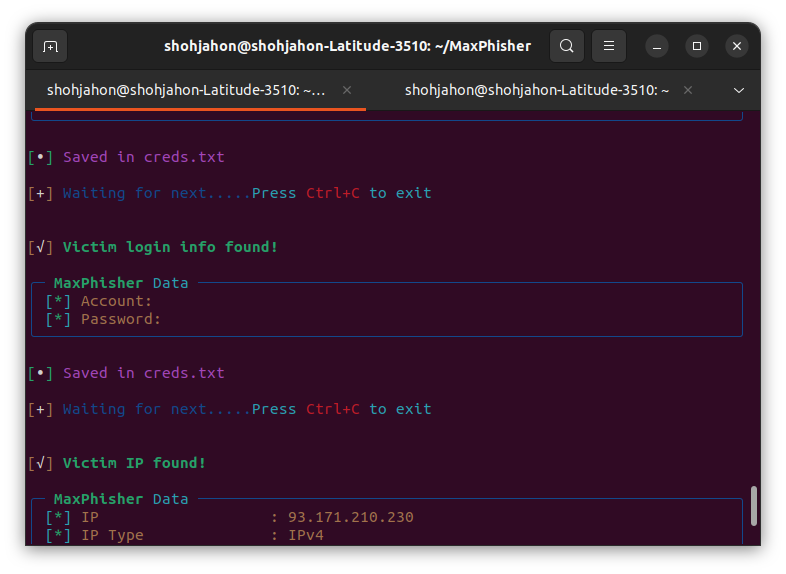 shohjahon@shohjahon-Latitude-3510: ~/MaxPhisher
shohjahon@shohjahon-Latitude-3510: ~... × shohjahon@shohjahon-Latitude-3510: ~ ×
[•] Saved in creds.txt
[+] Waiting for next.....Press Ctrl+C to exit
[√] Victim login info found!
MaxPhisher Data
[*] Account:
[*] Password:
[•] Saved in creds.txt
[+] Waiting for next.....Press Ctrl+C to exit
[√] Victim IP found!
MaxPhisher Data
[*] IP : 93.171.210.230
[*] IP Type : IPv4